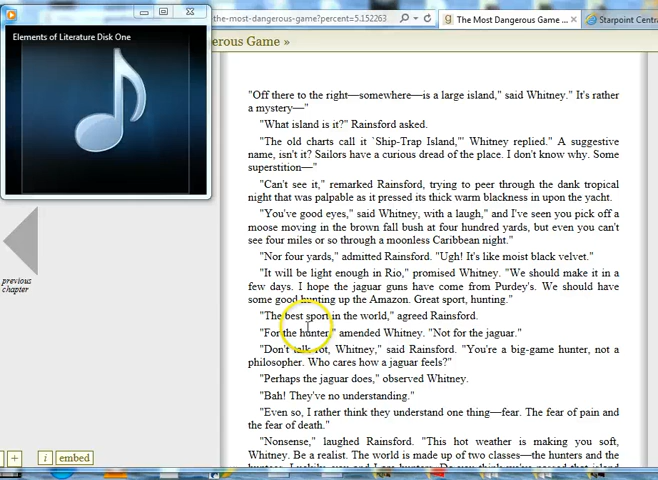 the-most-dangerous-game?percent=5.152263
The Most Dangerous Game ...
Starpoint Central
Elements of Literature Disk One
erous Game »
"Off there to the right—somewhere—is a large island," said Whitney." It's rather
a mystery—"
"What island is it?" Rainsford asked.
"The old charts call it `Ship-Trap Island,"' Whitney replied." A suggestive
name, isn't it? Sailors have a curious dread of the place. I don't know why. Some
superstition—"
"Can't see it," remarked Rainsford, trying to peer through the dank tropical
night that was palpable as it pressed its thick warm blackness in upon the yacht.
"You've good eyes," said Whitney, with a laugh," and I've seen you pick off a
moose moving in the brown fall bush at four hundred yards, but even you can't
see four miles or so through a moonless Caribbean night."
"Nor four yards," admitted Rainsford. "Ugh! It's like moist black velvet."
"It will be light enough in Rio," promised Whitney. "We should make it in a
few days. I hope the jaguar guns have come from Purdey's. We should have
some good hunting up the Amazon. Great sport, hunting."
"The best sport in the world," agreed Rainsford.
"For the hunter," amended Whitney. "Not for the jaguar."
"Don't talk rot, Whitney," said Rainsford. "You're a big-game hunter, not a
philosopher. Who cares how a jaguar feels?"
"Perhaps the jaguar does," observed Whitney.
"Bah! They've no understanding."
"Even so, I rather think they understand one thing—fear. The fear of pain and
the fear of death."
"Nonsense," laughed Rainsford. "This hot weather is making you soft,
Whitney. Be a realist. The world is made up of two classes—the hunters and the
previous
chapter
+
i
embed